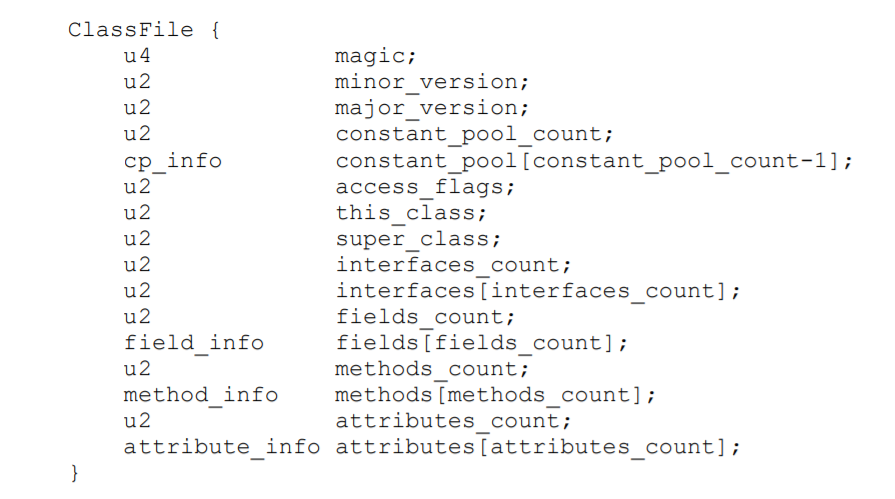 ClassFile {
    u4             magic;
    u2             minor_version;
    u2             major_version;
    u2             constant_pool_count;
    cp_info        constant_pool[constant_pool_count-1];
    u2             access_flags;
    u2             this_class;
    u2             super_class;
    u2             interfaces_count;
    u2             interfaces[interfaces_count];
    u2             fields_count;
    field_info     fields[fields_count];
    u2             methods_count;
    method_info    methods[methods_count];
    u2             attributes_count;
    attribute_info attributes[attributes_count];
}